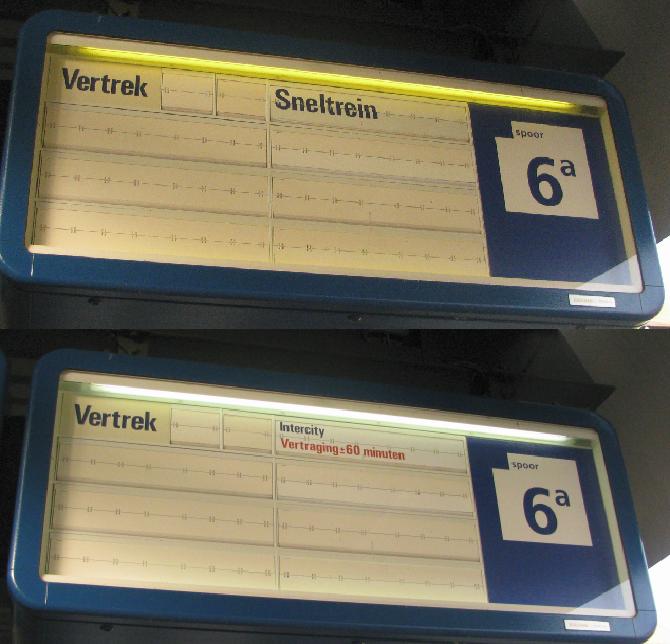 Vertrek
Sneltrein
spoor
6a
Vertrek
Intercity
Vertraging±60 minuten
spoor
6a